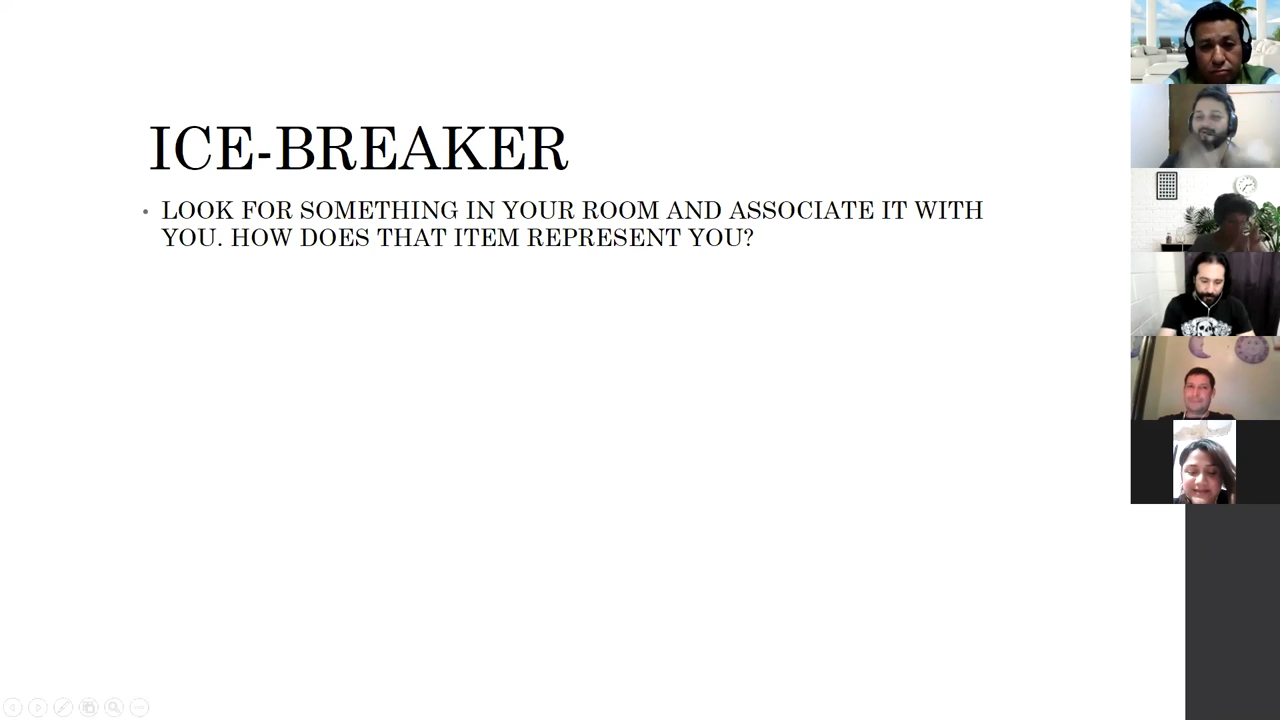 ICE-BREAKER
LOOK FOR SOMETHING IN YOUR ROOM AND ASSOCIATE IT WITH
YOU. HOW DOES THAT ITEM REPRESENT YOU?